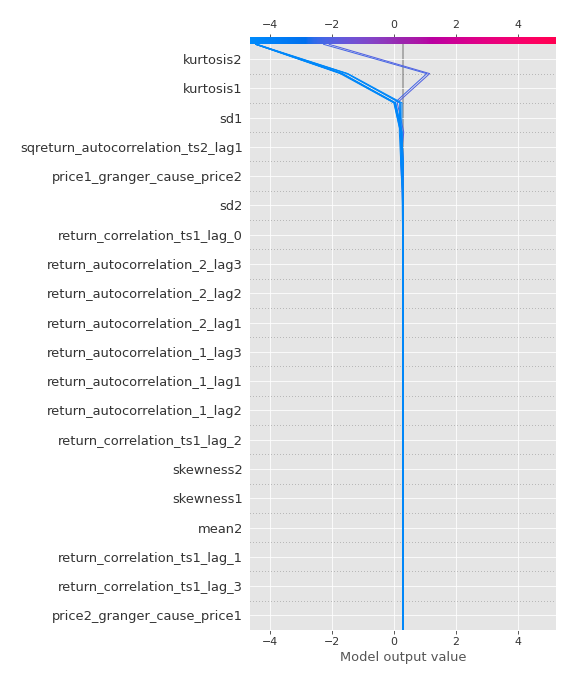 −4 −2 0 2 4
kurtosis2
kurtosis1
sd1
sqreturn_autocorrelation_ts2_lag1
price1_granger_cause_price2
sd2
return_correlation_ts1_lag_0
return_autocorrelation_2_lag3
return_autocorrelation_2_lag2
return_autocorrelation_2_lag1
return_autocorrelation_1_lag3
return_autocorrelation_1_lag1
return_autocorrelation_1_lag2
return_correlation_ts1_lag_2
skewness2
skewness1
mean2
return_correlation_ts1_lag_1
return_correlation_ts1_lag_3
price2_granger_cause_price1
−4 −2 0 2 4
Model output value